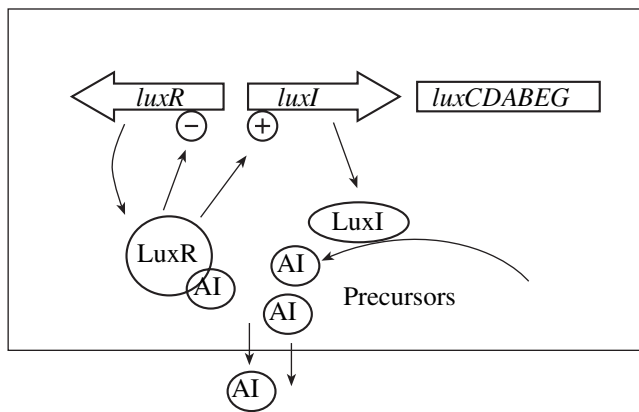 luxR luxI luxCDABEG
− +
LuxR LuxI
AI AI
Precursors
AI
AI